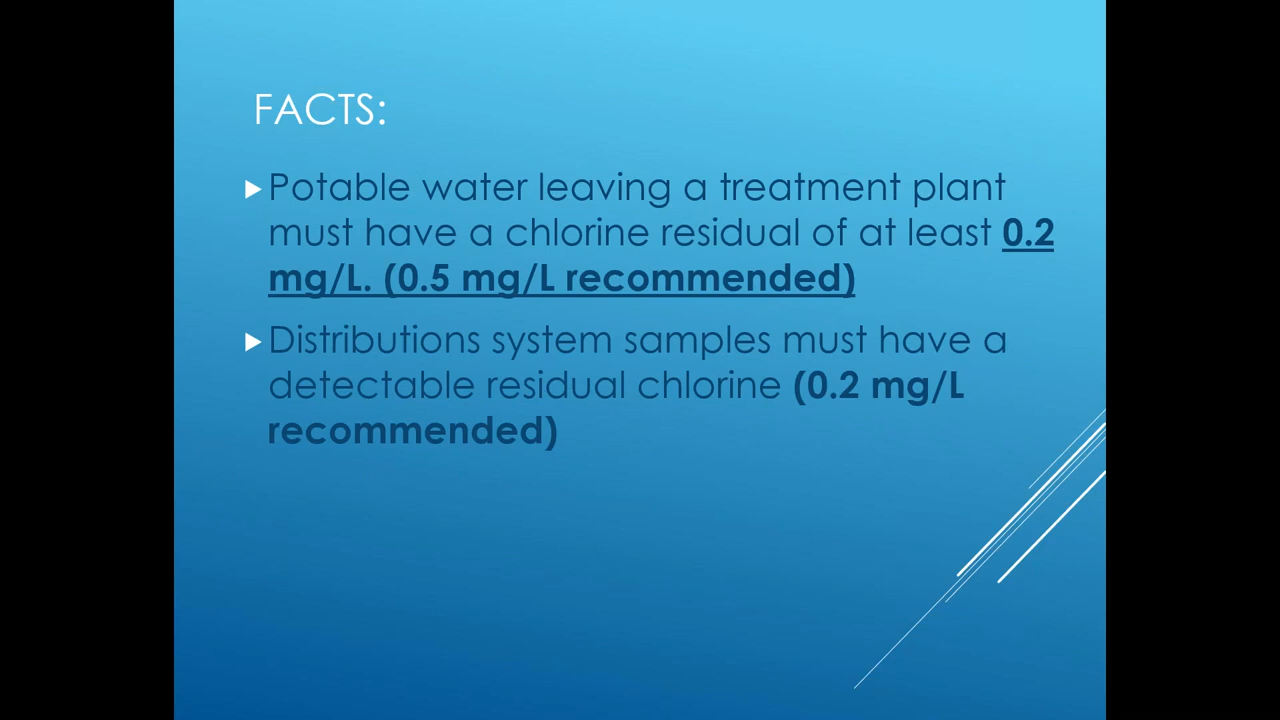 FACTS:
Potable water leaving a treatment plant
must have a chlorine residual of at least 0.2
mg/L. (0.5 mg/L recommended)
Distributions system samples must have a
detectable residual chlorine (0.2 mg/L
recommended)